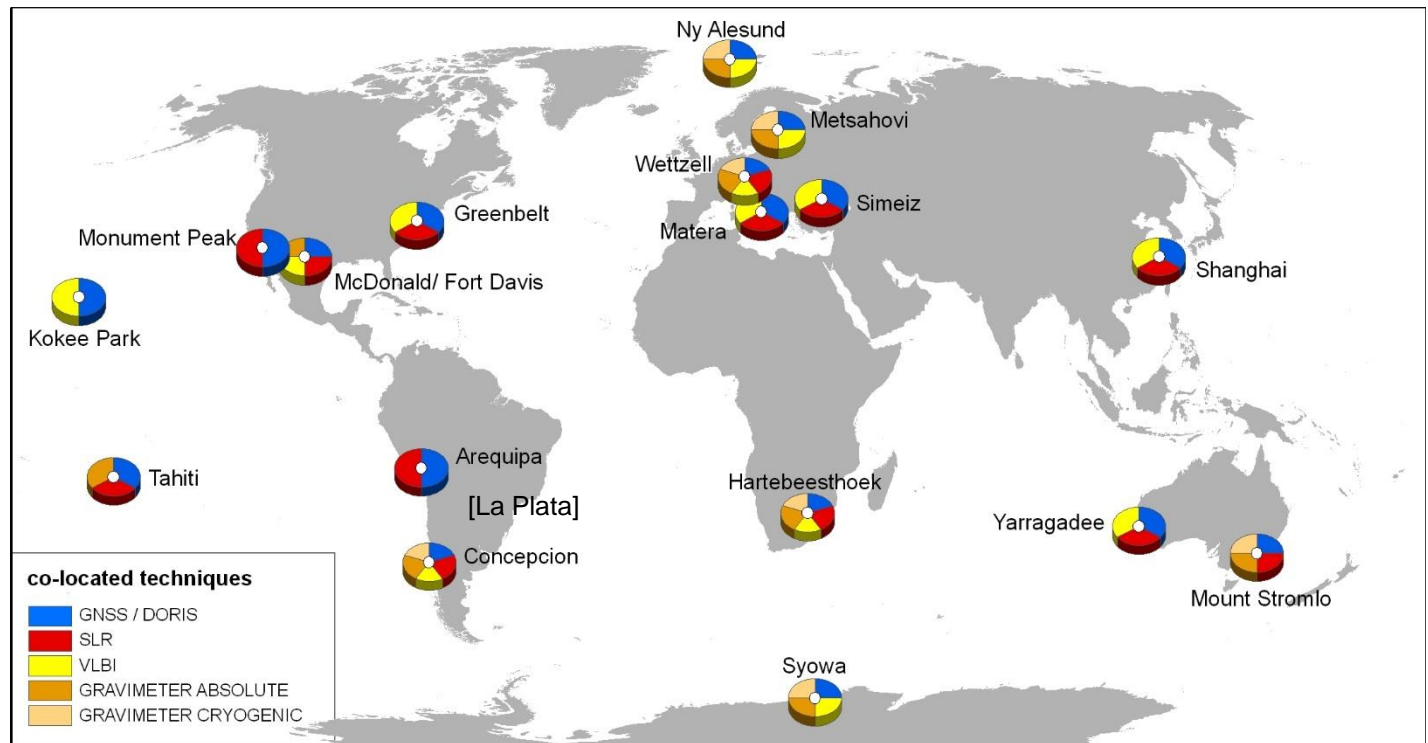 Ny Alesund
Metsahovi
Wettzell
Simeiz
Greenbelt
Matera
Monument Peak
Shanghai
McDonald/ Fort Davis
Kokee Park
Arequipa
Tahiti
Hartebeesthoek
[La Plata]
Yarragadee
Concepcion
Mount Stromlo
Syowa
co-located techniques
GNSS / DORIS
SLR
VLBI
GRAVIMETER ABSOLUTE
GRAVIMETER CRYOGENIC